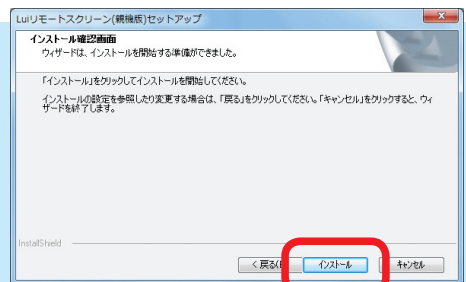 Luiリモートスクリーン(親機版)セットアップ
インストール確認画面
ウィザードは、インストールを開始する準備ができました。
「インストール」をクリックしてインストールを開始してください。
インストールの設定を参照したり変更する場合は、「戻る」をクリックしてください。「キャンセル」をクリックすると、ウィ
ザードを終了します。
InstallShield
< 戻る( インストール キャンセル